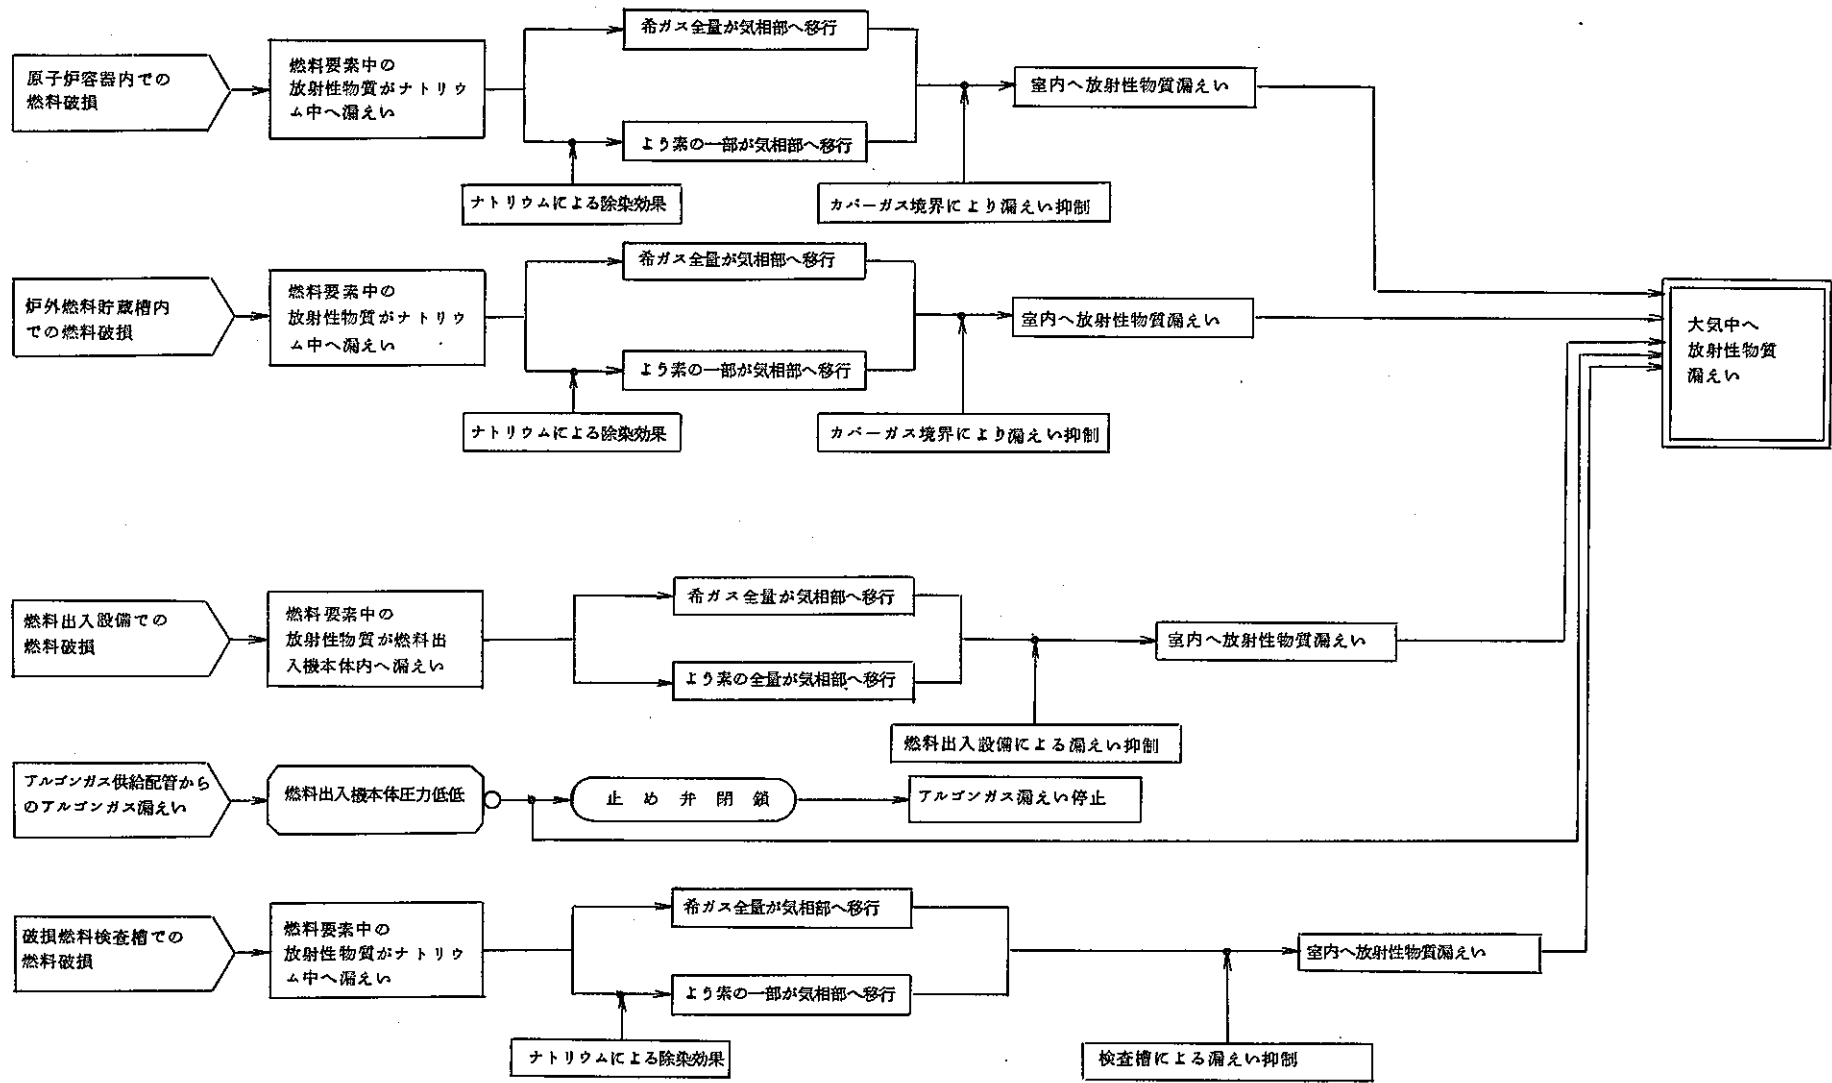 原子炉容器内での
燃料破損
燃料要素中の
放射性物質がナトリウ
ム中へ漏えい
希ガス全量が気相部へ移行
よう素の一部が気相部へ移行
ナトリウムによる除染効果
カバーガス境界により漏えい抑制
室内へ放射性物質漏えい
炉外燃料貯蔵槽内
での燃料破損
燃料要素中の
放射性物質がナトリウ
ム中へ漏えい
希ガス全量が気相部へ移行
よう素の一部が気相部へ移行
ナトリウムによる除染効果
カバーガス境界により漏えい抑制
室内へ放射性物質漏えい
大気中へ
放射性物質
漏えい
燃料出入設備での
燃料破損
燃料要素中の
放射性物質が燃料出
入機本体内へ漏えい
希ガス全量が気相部へ移行
よう素の全量が気相部へ移行
燃料出入設備による漏えい抑制
室内へ放射性物質漏えい
アルゴンガス供給配管から
のアルゴンガス漏えい
燃料出入機本体圧力低低
止め弁閉鎖
アルゴンガス漏えい停止
破損燃料検査槽での
燃料破損
燃料要素中の
放射性物質がナトリウ
ム中へ漏えい
希ガス全量が気相部へ移行
よう素の一部が気相部へ移行
ナトリウムによる除染効果
検査槽による漏えい抑制
室内へ放射性物質漏えい